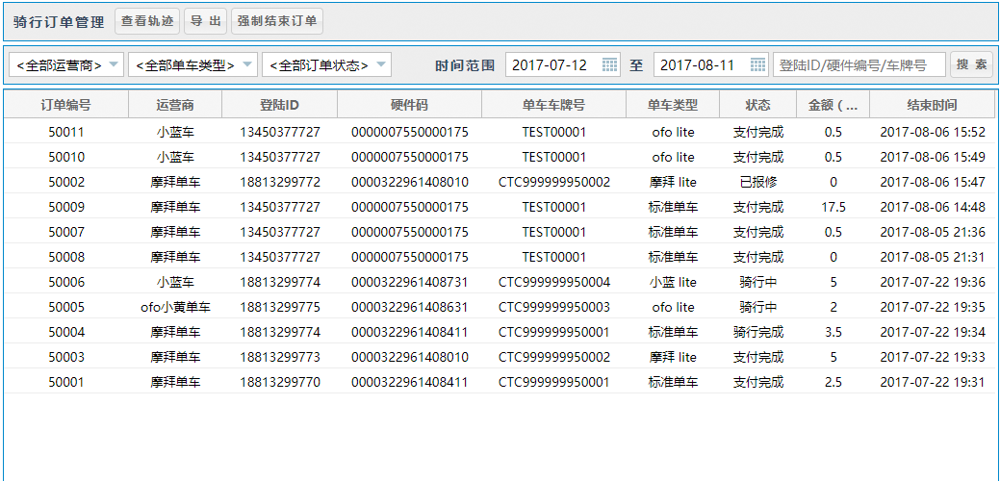 骑行订单管理 查看轨迹 导 出 强制结束订单
<全部运营商> <全部单车类型> <全部订单状态> 时间范围 2017-07-12 至 2017-08-11 登陆ID/硬件编号/车牌号 搜 索
订单编号 运营商 登陆ID 硬件码 单车车牌号 单车类型 状态 金额（... 结束时间
50011 小蓝车 13450377727 0000007550000175 TEST00001 ofo lite 支付完成 0.5 2017-08-06 15:52
50010 小蓝车 13450377727 0000007550000175 TEST00001 ofo lite 支付完成 0.5 2017-08-06 15:49
50002 摩拜单车 18813299772 0000322961408010 CTC999999950002 摩拜 lite 已报修 0 2017-08-06 15:47
50009 摩拜单车 13450377727 0000007550000175 TEST00001 标准单车 支付完成 17.5 2017-08-06 14:48
50007 摩拜单车 13450377727 0000007550000175 TEST00001 标准单车 支付完成 0.5 2017-08-05 21:36
50008 摩拜单车 13450377727 0000007550000175 TEST00001 标准单车 支付完成 0 2017-08-05 21:31
50006 小蓝车 18813299774 0000322961408731 CTC999999950004 小蓝 lite 骑行中 5 2017-07-22 19:36
50005 ofo小黄单车 18813299775 0000322961408631 CTC999999950003 ofo lite 骑行中 2 2017-07-22 19:35
50004 摩拜单车 18813299774 0000322961408411 CTC999999950001 标准单车 骑行完成 3.5 2017-07-22 19:34
50003 摩拜单车 18813299773 0000322961408010 CTC999999950002 摩拜 lite 支付完成 5 2017-07-22 19:33
50001 摩拜单车 18813299770 0000322961408411 CTC999999950001 标准单车 支付完成 2.5 2017-07-22 19:31